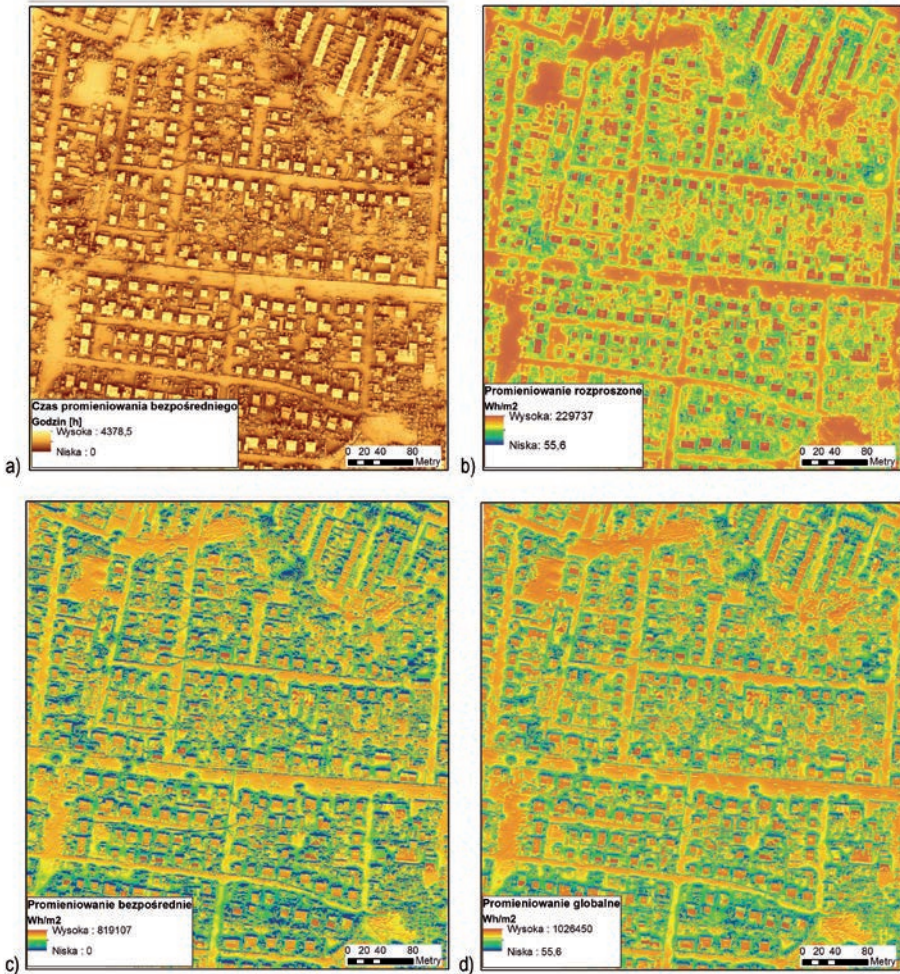 Czas promieniowania bezpośredniego
Godzin [h]
Wysoka : 4378,5
Niska : 0
0 20 40 80
Metry
a)
Promieniowanie rozproszone
Wh/m2
Wysoka: 229737
Niska: 55,6
0 20 40 80
Metry
b)
Promieniowanie bezpośrednie
Wh/m2
Wysoka : 819107
Niska : 0
0 20 40 80
Metry
c)
Promieniowanie globalne
Wh/m2
Wysoka : 1026450
Niska : 55,6
0 20 40 80
Metry
d)